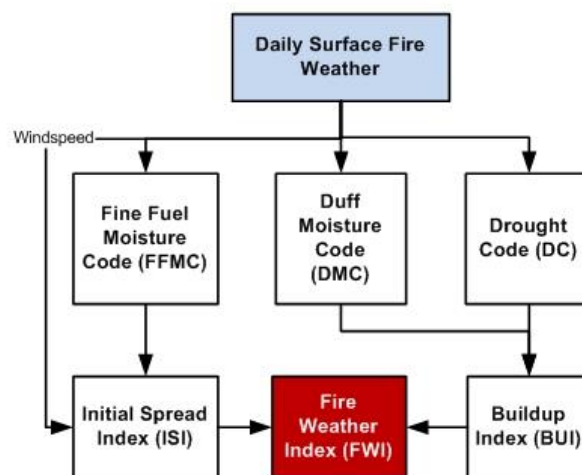 Daily Surface Fire
Weather
Windspeed
Fine Fuel
Moisture
Code (FFMC)
Duff
Moisture
Code
(DMC)
Drought
Code (DC)
Initial Spread
Index (ISI)
Fire
Weather
Index (FWI)
Buildup
Index (BUI)